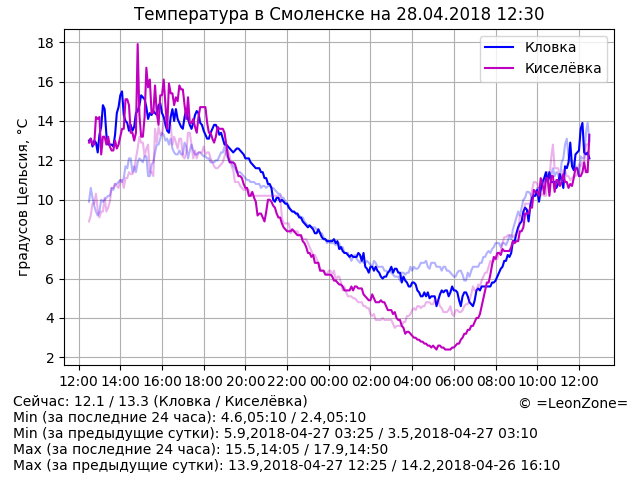 Температура в Смоленске на 28.04.2018 12:30
Кловка
Киселёвка
градусов Цельсия, °C
18
16
14
12
10
8
6
4
2
12:00 14:00 16:00 18:00 20:00 22:00 00:00 02:00 04:00 06:00 08:00 10:00 12:00
Сейчас: 12.1 / 13.3 (Кловка / Киселёвка)
© =LeonZone=
Min (за последние 24 часа): 4.6,05:10 / 2.4,05:10
Min (за предыдущие сутки): 5.9,2018-04-27 03:25 / 3.5,2018-04-27 03:10
Max (за последние 24 часа): 15.5,14:05 / 17.9,14:50
Max (за предыдущие сутки): 13.9,2018-04-27 12:25 / 14.2,2018-04-26 16:10